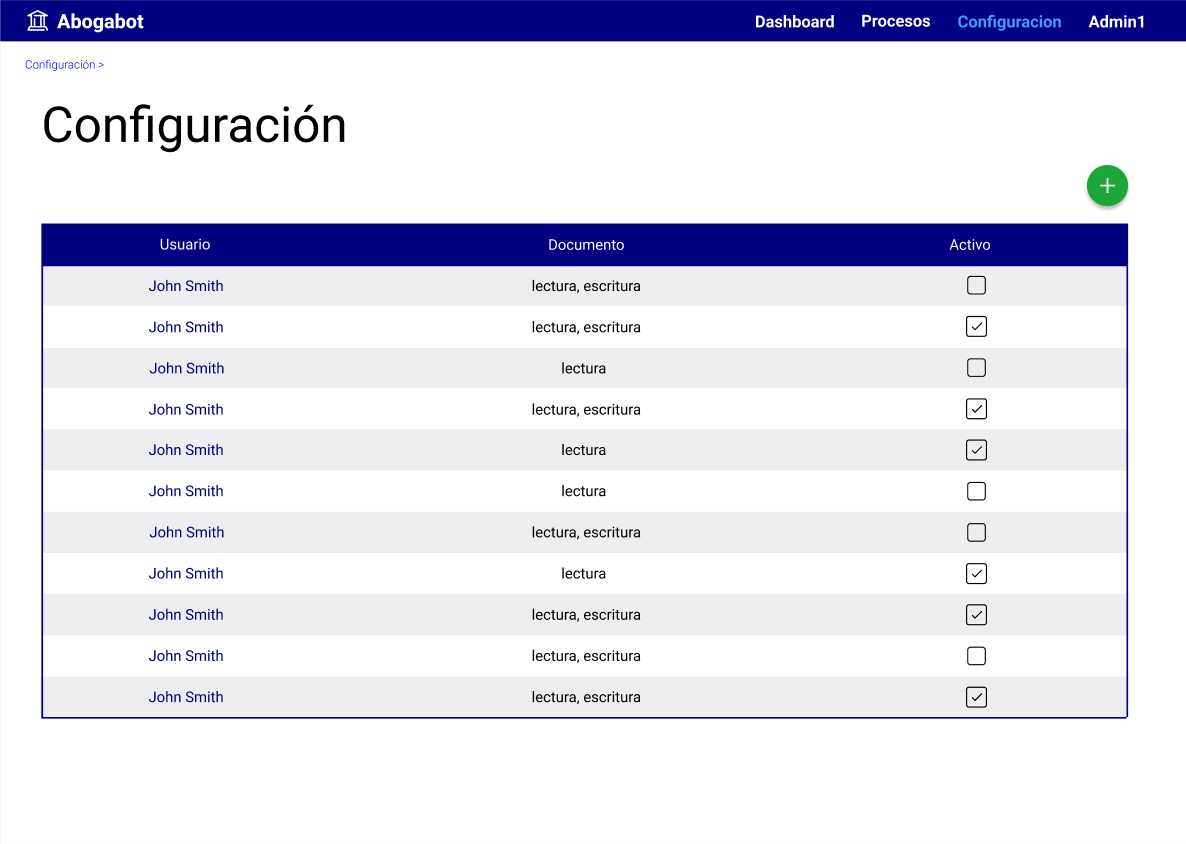 Abogabot Dashboard Procesos Configuracion Admin1
Configuración >
Configuración
+
Usuario Documento Activo
John Smith lectura, escritura
John Smith lectura, escritura
John Smith lectura
John Smith lectura, escritura
John Smith lectura
John Smith lectura
John Smith lectura, escritura
John Smith lectura
John Smith lectura, escritura
John Smith lectura, escritura
John Smith lectura, escritura